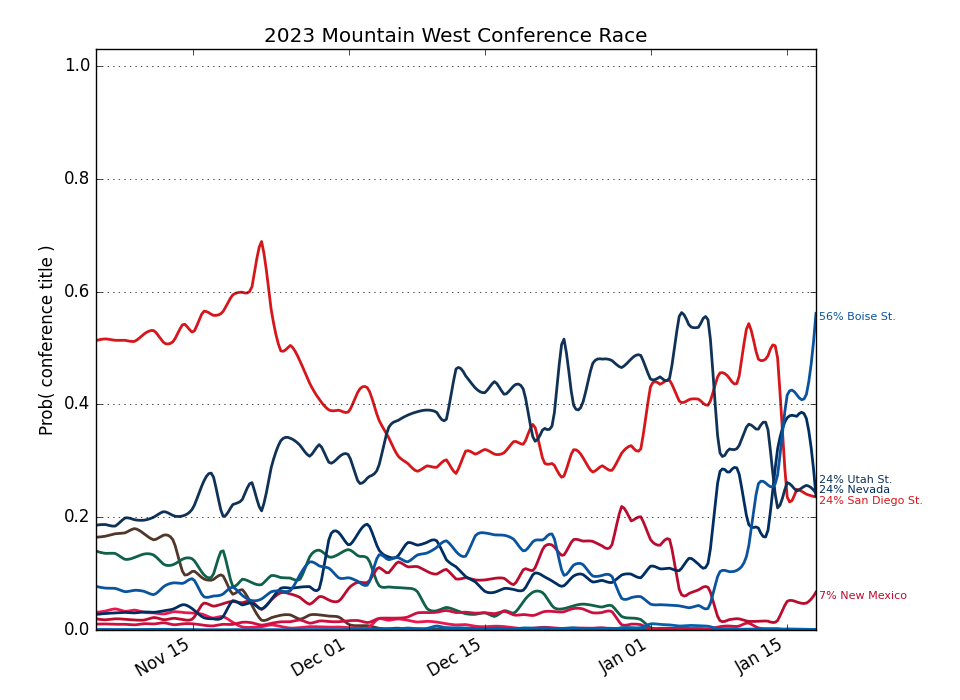 2023 Mountain West Conference Race
Prob( conference title )
1.0
0.8
0.6
0.4
0.2
0.0
Nov 15
Dec 01
Dec 15
Jan 01
Jan 15
56% Boise St.
24% Utah St.
24% Nevada
24% San Diego St.
7% New Mexico